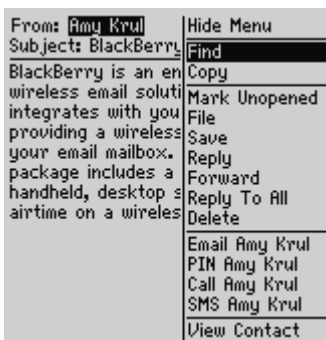 From: Amy Krul
Subject: BlackBerry
BlackBerry is an en
wireless email soluti
integrates with you
providing a wireless
your email mailbox.
package includes a
handheld, desktop s
airtime on a wireles
Hide Menu
Find
Copy
Mark Unopened
File
Save
Reply
Forward
Reply To All
Delete
Email Amy Krul
PIN Amy Krul
Call Amy Krul
SMS Amy Krul
View Contact